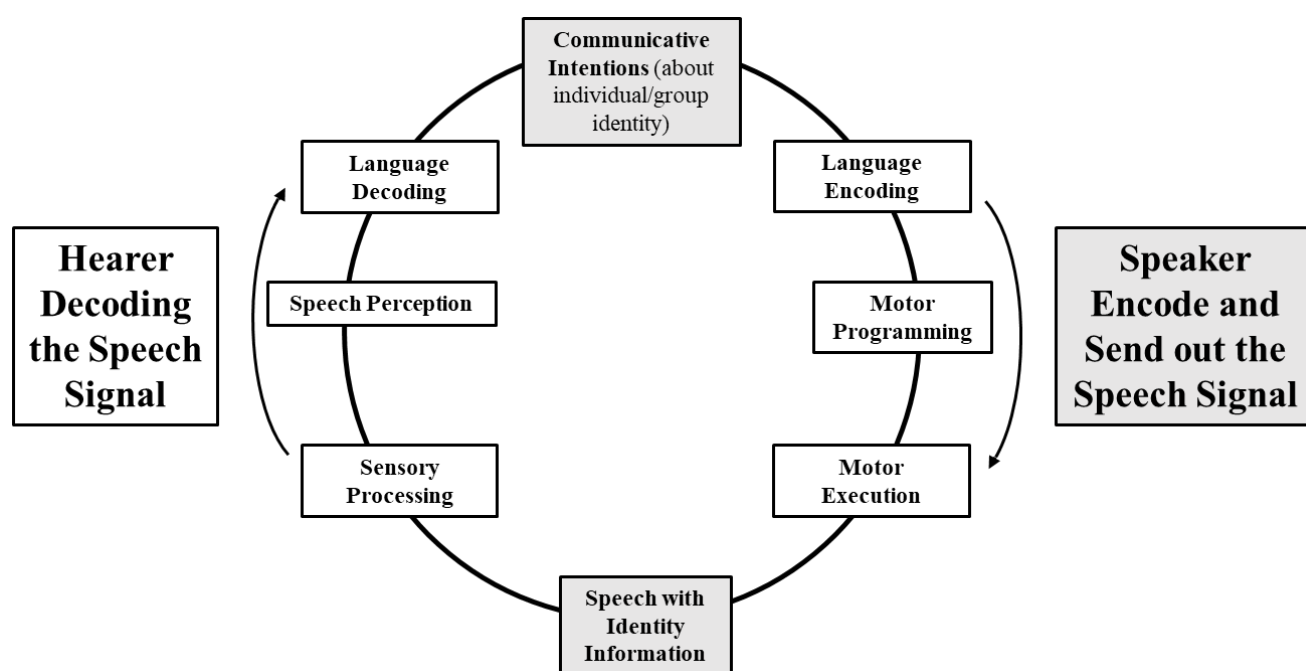 Communicative
Intentions (about
individual/group
identity)
Language
Decoding
Language
Encoding
Hearer
Decoding
the Speech
Signal
Speech Perception
Motor
Programming
Speaker
Encode and
Send out the
Speech Signal
Sensory
Processing
Motor
Execution
Speech with
Identity
Information